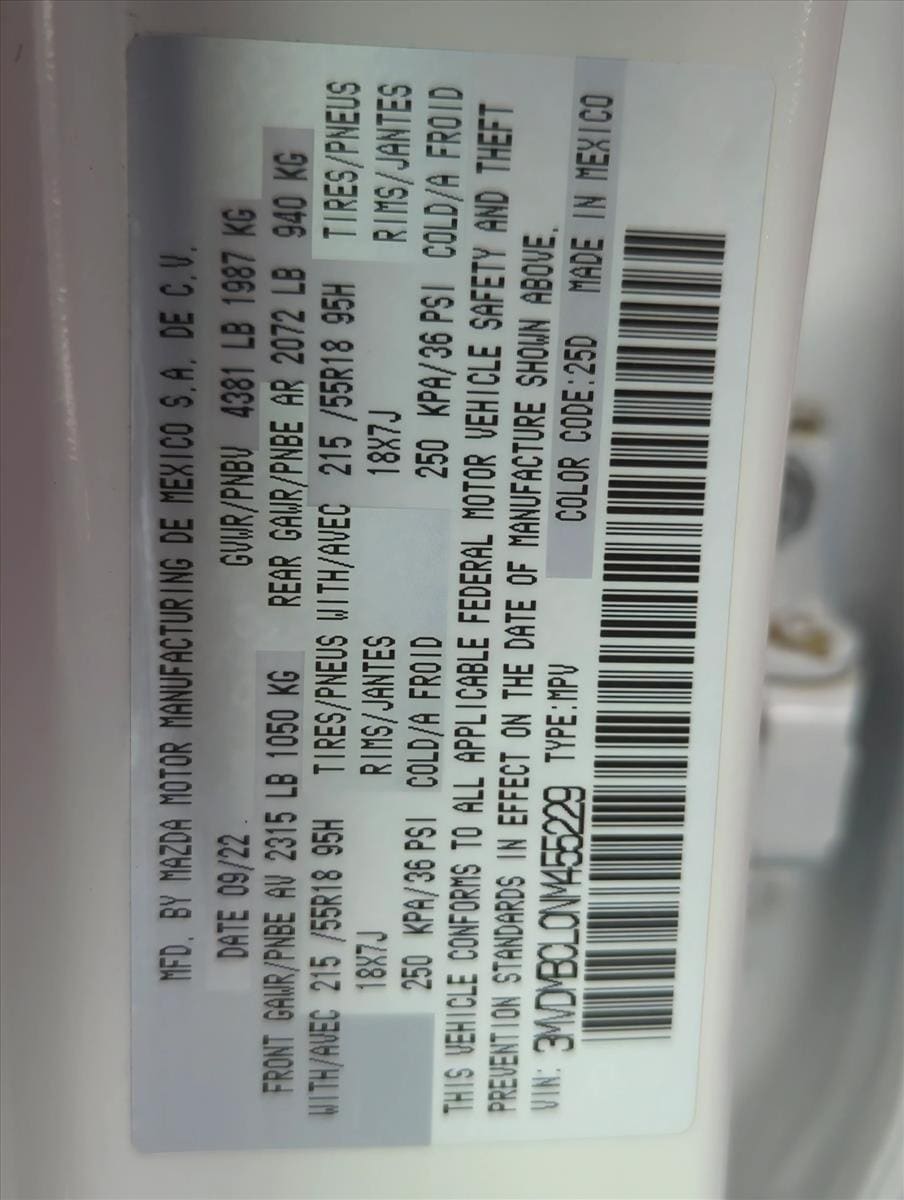 MFD. BY MAZDA MOTOR MANUFACTURING DE MEXICO S.A. DE C.V.
DATE 09/22. GVWR/PNBV 4381 LB 1987 KG
FRONT GAWR/PNBE AV 2315 LB 1050 KG REAR GAWR/PNBE AR 2072 LB 940 KG
WITH/AVEC 215 /55R18 95H TIRES/PNEUS WITH/AVEC 215 /55R18 95H TIRES/PNEUS
18X7J RIMS/JANTES 18X7J RIMS/JANTES
250 KPA/36 PSI COLD/A FROID 250 KPA/36 PSI COLD/A FROID
THIS VEHICLE CONFORMS TO ALL APPLICABLE FEDERAL MOTOR VEHICLE SAFETY AND THEFT
PREVENTION STANDARDS IN EFFECT ON THE DATE OF MANUFACTURE SHOWN ABOVE.
VIN: 3MVDMBCL0NM455229 TYPE:MPV COLOR CODE:25D MADE IN MEXICO